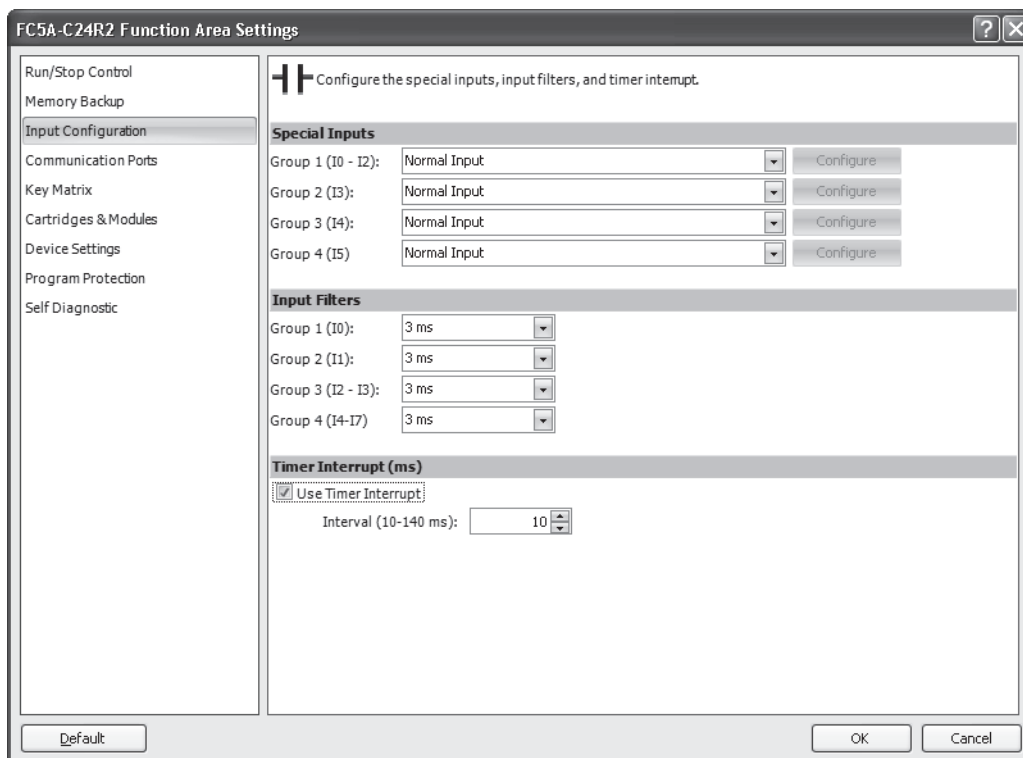 FC5A-C24R2 Function Area Settings
Run/Stop Control
Memory Backup
Input Configuration
Communication Ports
Key Matrix
Cartridges & Modules
Device Settings
Program Protection
Self Diagnostic
Configure the special inputs, input filters, and timer interrupt.
Special Inputs
Group 1 (I0 - I2): Normal Input Configure
Group 2 (I3): Normal Input Configure
Group 3 (I4): Normal Input Configure
Group 4 (I5) Normal Input Configure
Input Filters
Group 1 (I0): 3 ms
Group 2 (I1): 3 ms
Group 3 (I2 - I3): 3 ms
Group 4 (I4-I7) 3 ms
Timer Interrupt (ms)
Use Timer Interrupt
Interval (10-140 ms): 10
Default OK Cancel